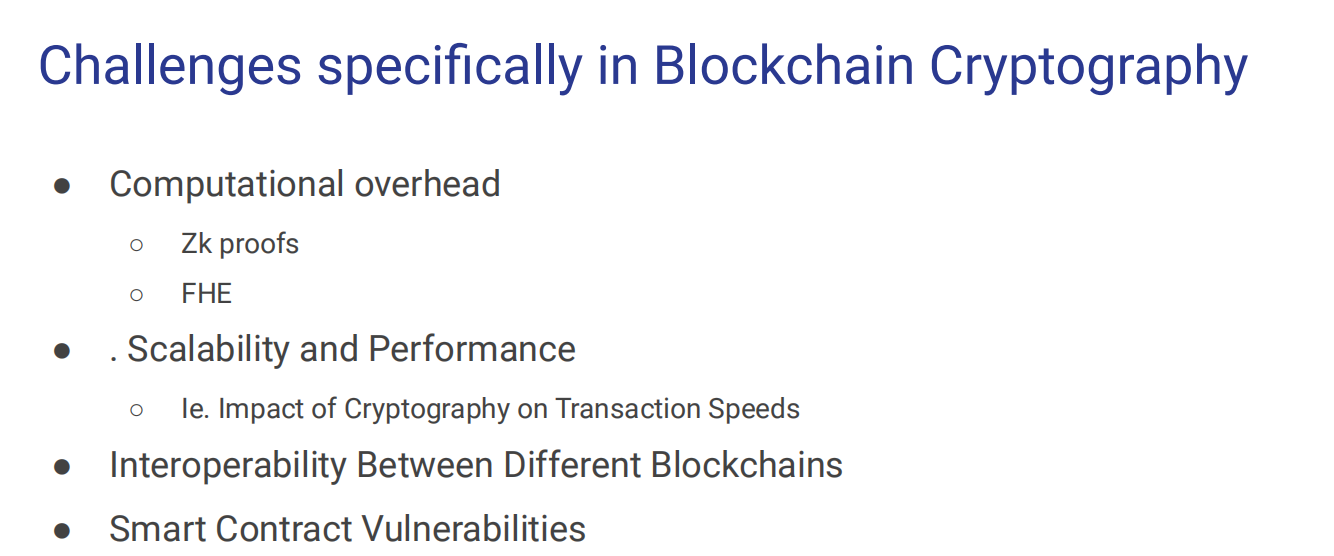 Challenges specifically in Blockchain Cryptography
● Computational overhead
○ Zk proofs
○ FHE
● . Scalability and Performance
○ Ie. Impact of Cryptography on Transaction Speeds
● Interoperability Between Different Blockchains
● Smart Contract Vulnerabilities